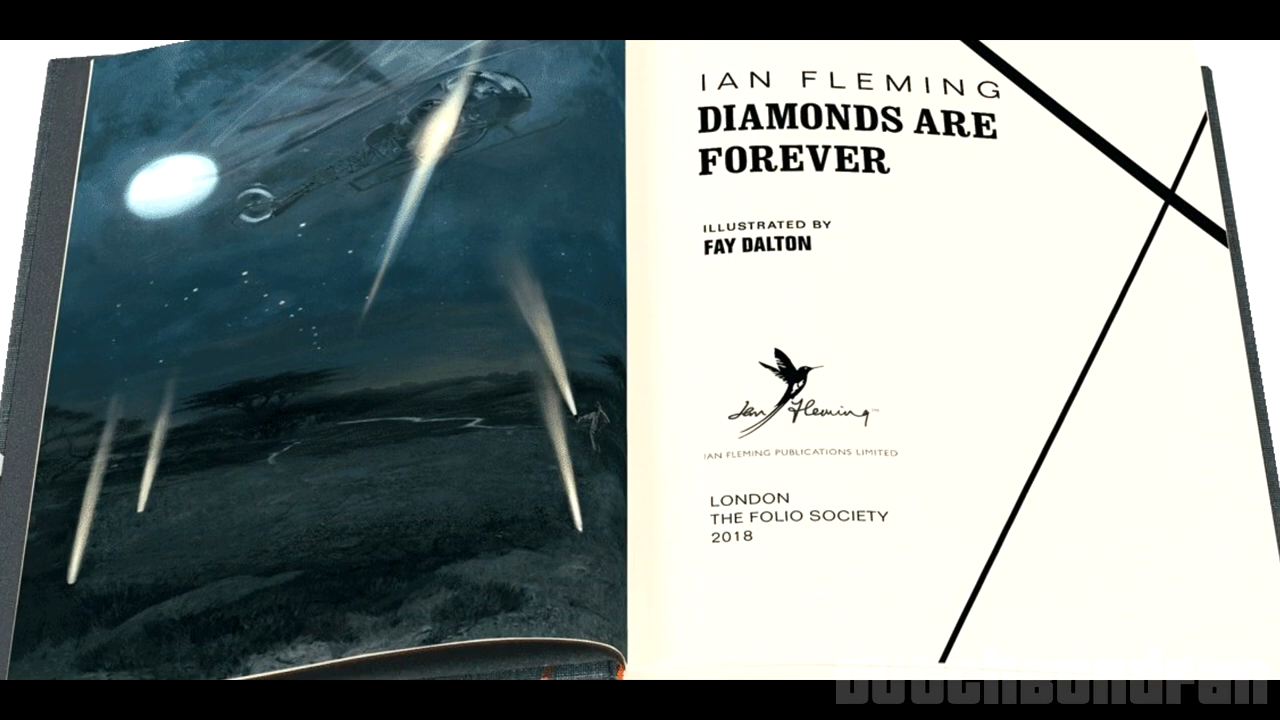 IAN FLEMING
DIAMONDS ARE
FOREVER
ILLUSTRATED BY
FAY DALTON
Ian Fleming™
IAN FLEMING PUBLICATIONS LIMITED
LONDON
THE FOLIO SOCIETY
2018